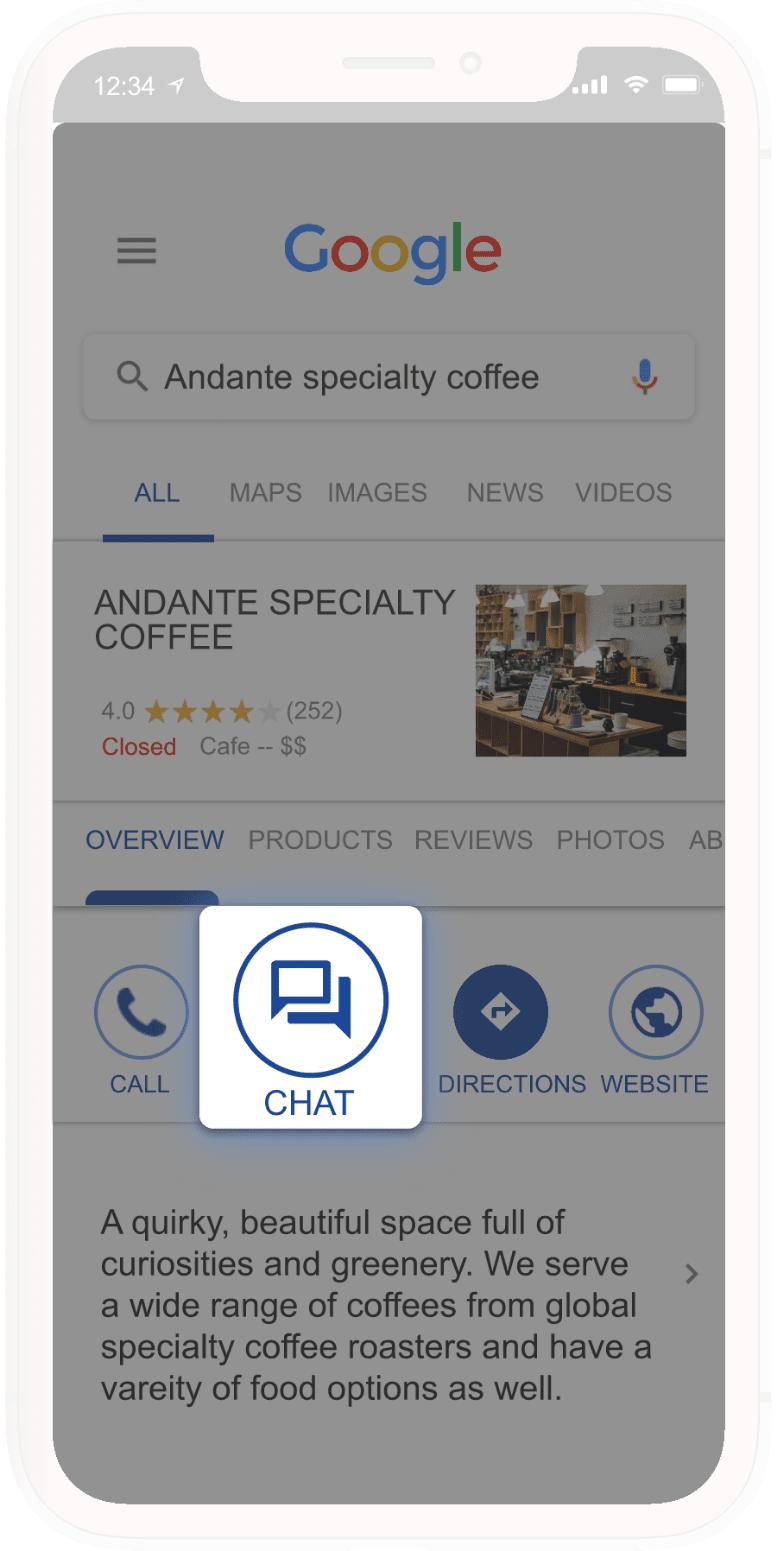 12:34
Google
Andante specialty coffee
ALL MAPS IMAGES NEWS VIDEOS
ANDANTE SPECIALTY
COFFEE
4.0 (252)
Closed Cafe -- $$
OVERVIEW PRODUCTS REVIEWS PHOTOS AB
CALL CHAT DIRECTIONS WEBSITE
A quirky, beautiful space full of
curiosities and greenery. We serve
a wide range of coffees from global
specialty coffee roasters and have a
vareity of food options as well.